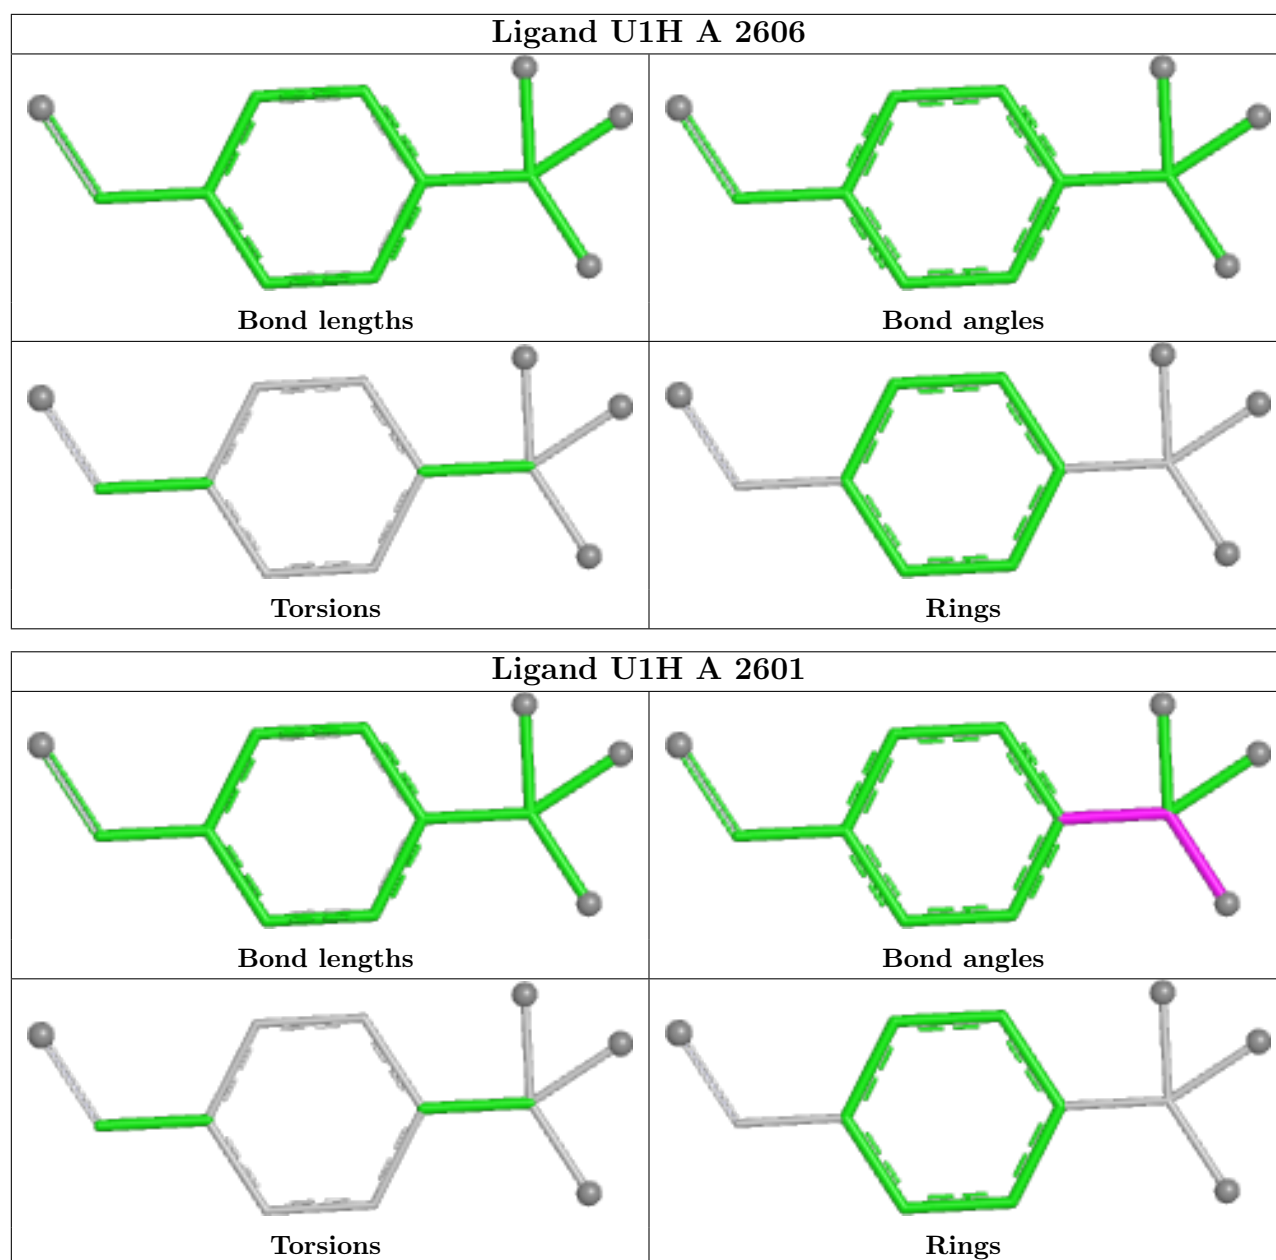 Ligand U1H A 2606
Bond lengths
Bond angles
Torsions
Rings
Ligand U1H A 2601
Bond lengths
Bond angles
Torsions
Rings